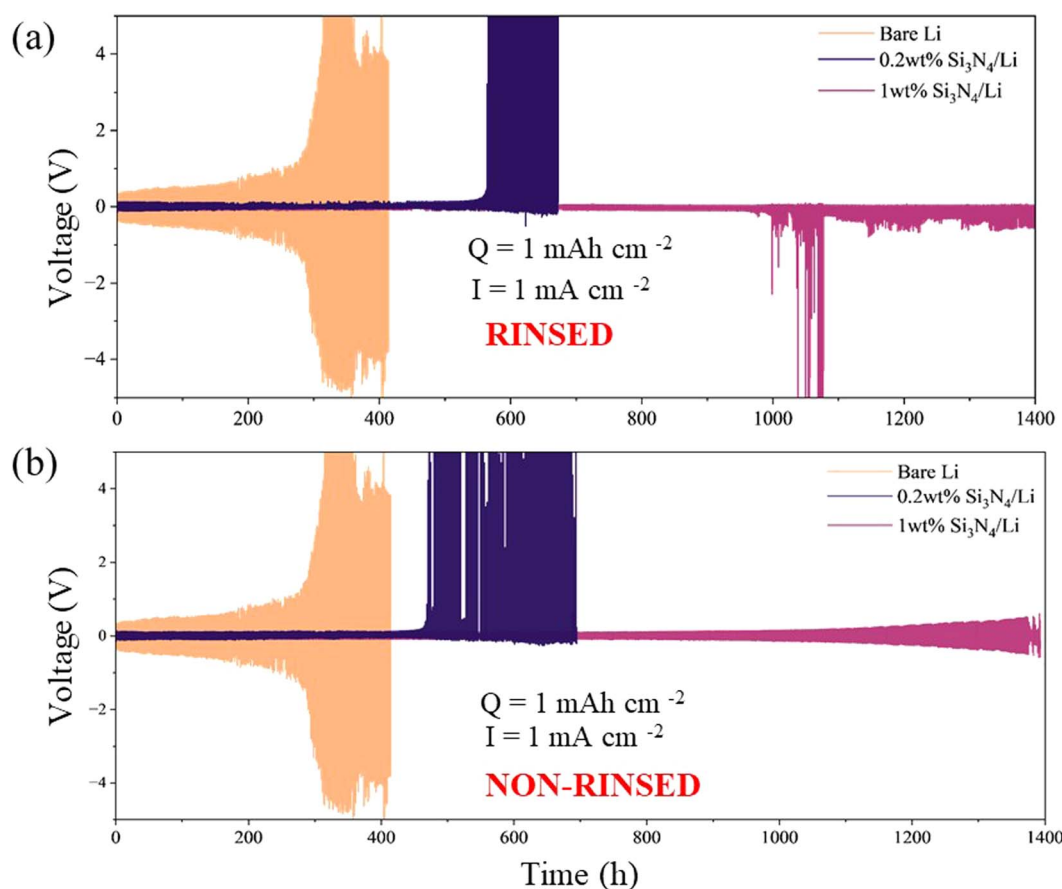 (a)
Bare Li
0.2wt% Si₃N₄/Li
1wt% Si₃N₄/Li
4
2
0
−2
−4
Voltage (V)
Q = 1 mAh cm ⁻²
I = 1 mA cm ⁻²
RINSED
0 200 400 600 800 1000 1200 1400
(b)
Bare Li
0.2wt% Si₃N₄/Li
1wt% Si₃N₄/Li
4
2
0
−2
−4
Voltage (V)
Q = 1 mAh cm ⁻²
I = 1 mA cm ⁻²
NON-RINSED
0 200 400 600 800 1000 1200 1400
Time (h)